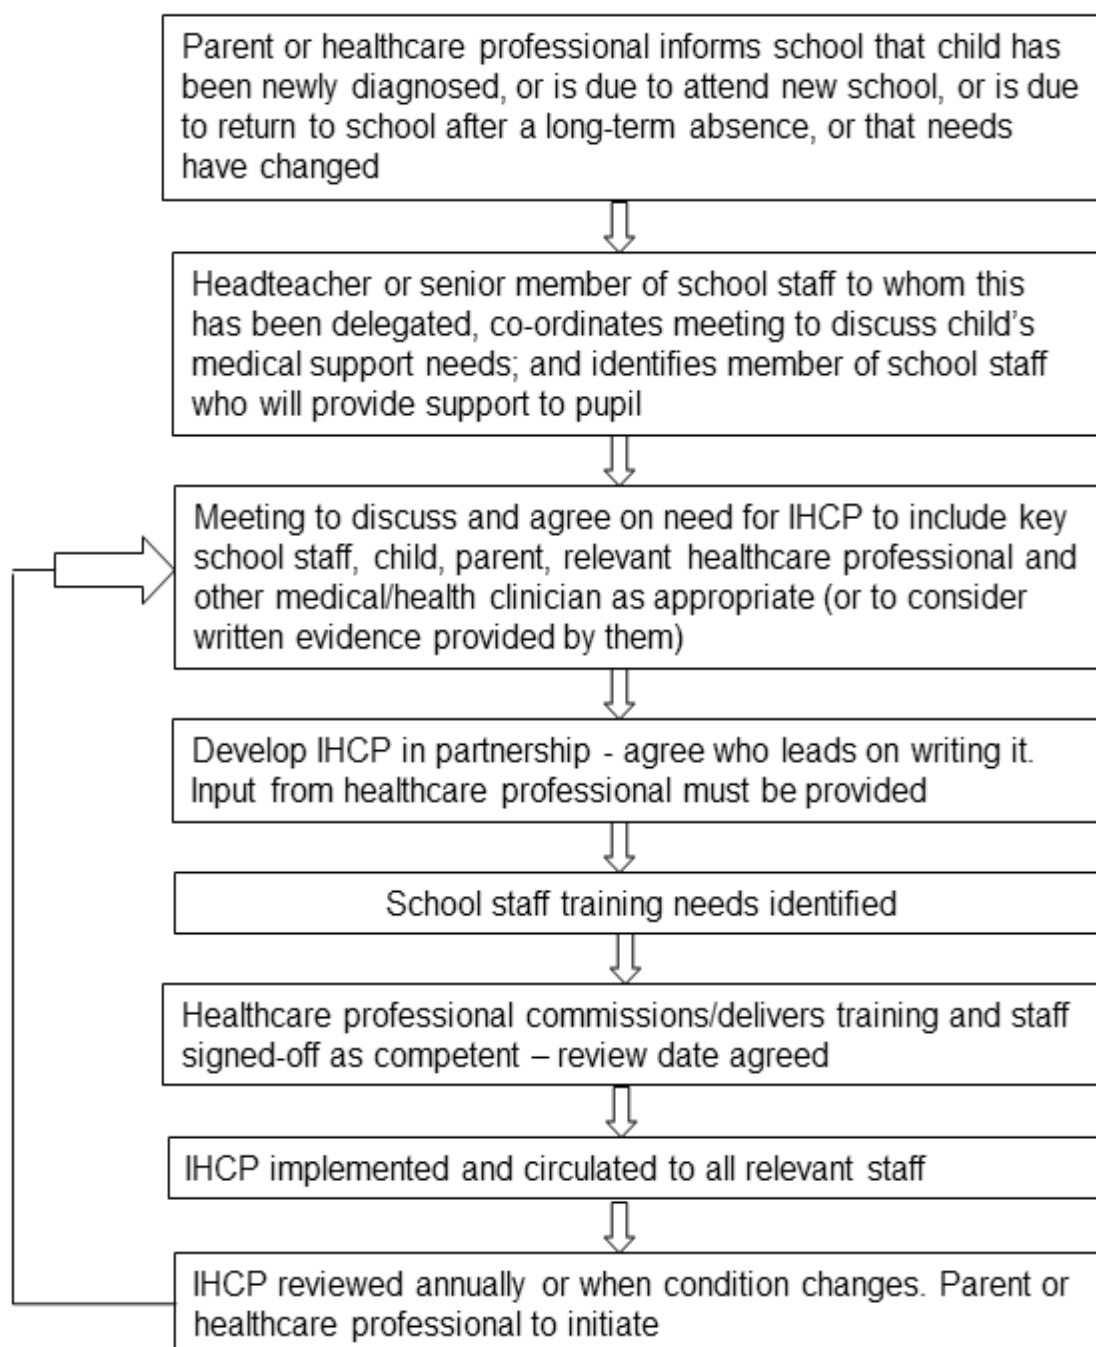 Parent or healthcare professional informs school that child has
been newly diagnosed, or is due to attend new school, or is due
to return to school after a long-term absence, or that needs
have changed
Headteacher or senior member of school staff to whom this
has been delegated, co-ordinates meeting to discuss child's
medical support needs; and identifies member of school staff
who will provide support to pupil
Meeting to discuss and agree on need for IHCP to include key
school staff, child, parent, relevant healthcare professional and
other medical/health clinician as appropriate (or to consider
written evidence provided by them)
Develop IHCP in partnership - agree who leads on writing it.
Input from healthcare professional must be provided
School staff training needs identified
Healthcare professional commissions/delivers training and staff
signed-off as competent – review date agreed
IHCP implemented and circulated to all relevant staff
IHCP reviewed annually or when condition changes. Parent or
healthcare professional to initiate